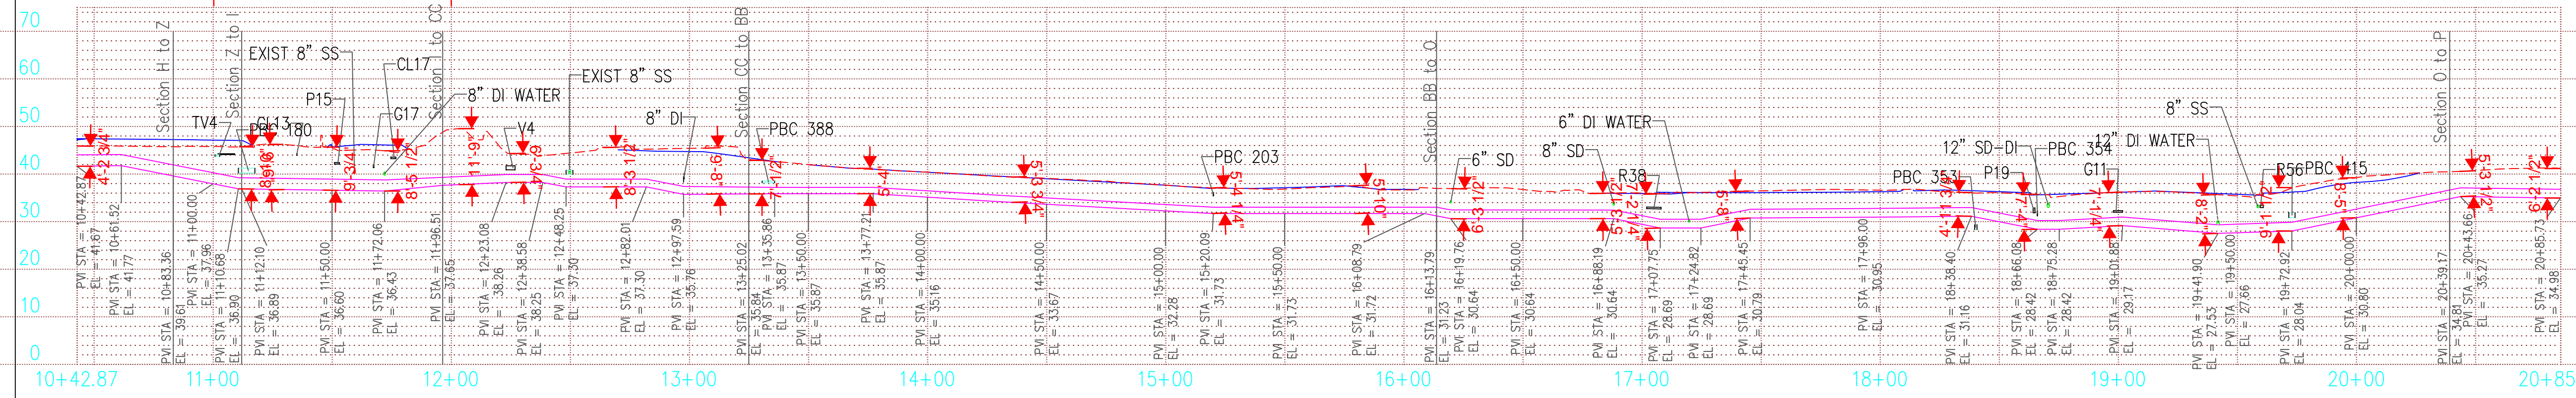 70
60
50
40
30
20
10
0
Section H to Z
Section Z to I
Section I to CC
Section CC to BB
Section BB to O
Section O to P
EXIST 8" SS
CL17
P15
TV4
CL13
PBC 180
G17
8" DI WATER
V4
EXIST 8" SS
8" DI
PBC 388
PBC 203
6" SD
8" SD
6" DI WATER
R38
PBC 353
P19
12" SD-DI
PBC 354
G11
12" DI WATER
8" SS
R56
PBC 415
4'-2 3/4"
9'-3/4"
8'-5 1/2"
11'-9"
6'-3/4"
8'-3 1/2"
9'-8"
7'-1/2"
5'-4"
5'-3 3/4"
5'-4 1/4"
5'-10"
5'-3 1/2"
7'-2 1/4"
5'-8"
7'-4"
7'-1/4"
8'-2"
8'-5"
5'-3 1/2"
6'-2 1/2"
PVI STA = 10+42.87
EL = 41.67
PVI STA = 10+61.52
EL = 41.77
PVI STA = 10+83.36
EL = 39.61
PVI STA = 11+00.00
EL = 37.96
PVI STA = 11+10.68
EL = 36.90
PVI STA = 11+12.10
EL = 36.89
PVI STA = 11+50.00
EL = 36.60
PVI STA = 11+72.06
EL = 36.43
PVI STA = 11+96.51
EL = 37.65
PVI STA = 12+23.08
EL = 38.26
PVI STA = 12+38.58
EL = 38.25
PVI STA = 12+48.25
EL = 37.30
PVI STA = 12+82.01
EL = 37.30
PVI STA = 12+97.59
EL = 35.76
PVI STA = 13+25.02
EL = 35.84
PVI STA = 13+35.86
EL = 35.87
PVI STA = 13+50.00
EL = 35.87
PVI STA = 13+77.21
EL = 35.87
PVI STA = 14+00.00
EL = 35.16
PVI STA = 14+50.00
EL = 33.67
PVI STA = 15+00.00
EL = 32.28
PVI STA = 15+20.09
EL = 31.73
PVI STA = 15+50.00
EL = 31.73
PVI STA = 16+08.79
EL = 31.72
PVI STA = 16+13.79
EL = 31.23
PVI STA = 16+19.76
EL = 30.64
PVI STA = 16+50.00
EL = 30.64
PVI STA = 16+88.19
EL = 30.64
PVI STA = 17+07.75
EL = 28.69
PVI STA = 17+24.82
EL = 28.69
PVI STA = 17+45.45
EL = 30.79
PVI STA = 17+96.00
EL = 30.95
PVI STA = 18+38.40
EL = 31.16
PVI STA = 18+66.08
EL = 28.42
PVI STA = 18+75.28
EL = 28.42
PVI STA = 19+01.88
EL = 29.17
PVI STA = 19+41.90
EL = 27.53
PVI STA = 19+50.00
EL = 27.66
PVI STA = 19+72.92
EL = 28.04
PVI STA = 20+00.00
EL = 30.80
PVI STA = 20+39.17
EL = 34.81
PVI STA = 20+43.66
EL = 35.27
PVI STA = 20+85.73
EL = 34.98
10+42.87
11+00
12+00
13+00
14+00
15+00
16+00
17+00
18+00
19+00
20+00
20+85